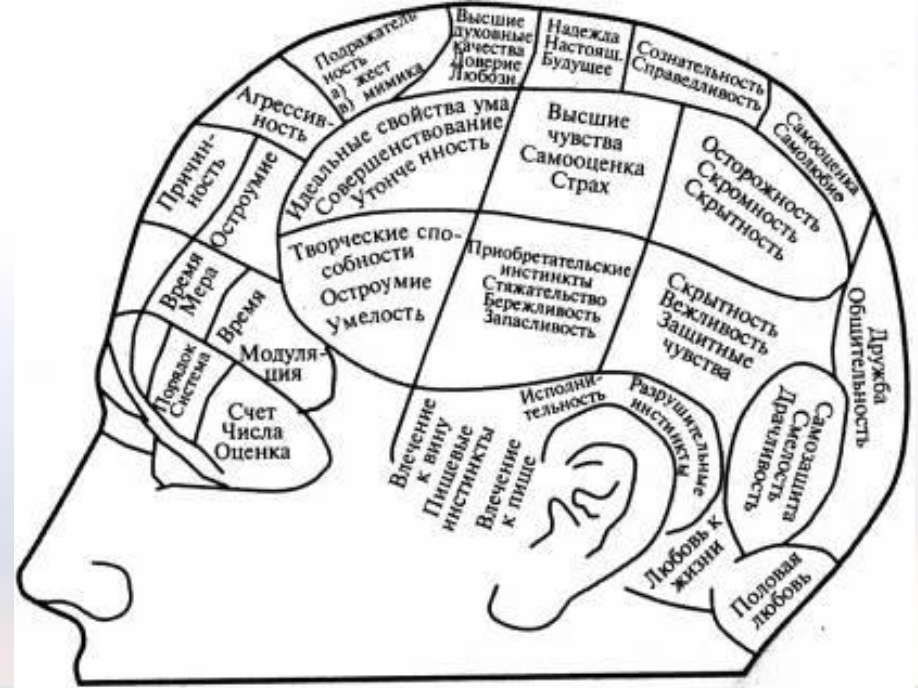 Подражатель
ность
а) жест
в) мимика
Высшие
духовные
качества
Доверие
Любозн.
Надежда
Настоящ.
Будущее
Сознательность
Справедливость
Самооценка
Самолюбие
Агрессив-
ность
Причин-
ность
Остроумие
Идеальные свойства ума
Совершенствование
Утонче нность
Высшие
чувства
Самооценка
Страх
Осторожность
Скромность
Скрытность
Время
Мера
Время
Творческие спо-
собности
Остроумие
Умелость
Приобретательские
инстинкты
Стяжательство
Бережливость
Запасливость
Скрытность
Вежливость
Защитные
чувства
Дружба
Общительность
Порядок
Система
Модуля-
ция
Счет
Числа
Оценка
Влечение
к вину
Пищевые
инстинкты
Влечение
к пище
Исполни-
тельность
Разрушительные
инстинкты
Самозащита
Смелость
Драчливость
Любовь к
жизни
Половая
любовь